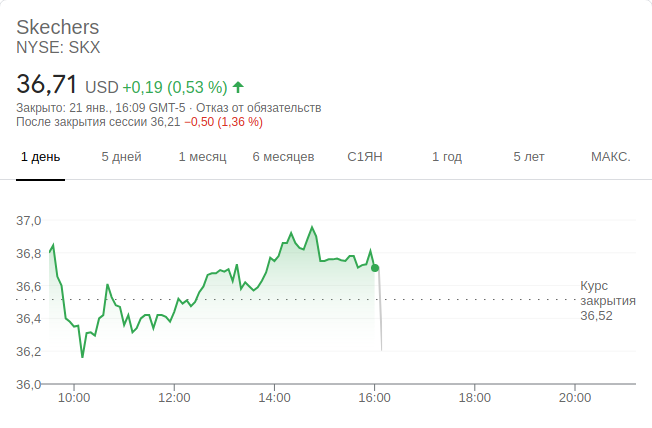 Skechers
NYSE: SKX
36,71 USD +0,19 (0,53 %)
Закрыто: 21 янв., 16:09 GMT-5 · Отказ от обязательств
После закрытия сессии 36,21 −0,50 (1,36 %)
1 день 5 дней 1 месяц 6 месяцев С1ЯН 1 год 5 лет МАКС.
37,0
36,8
36,6
36,4
36,2
36,0
Курс
закрытия
36,52
10:00 12:00 14:00 16:00 18:00 20:00